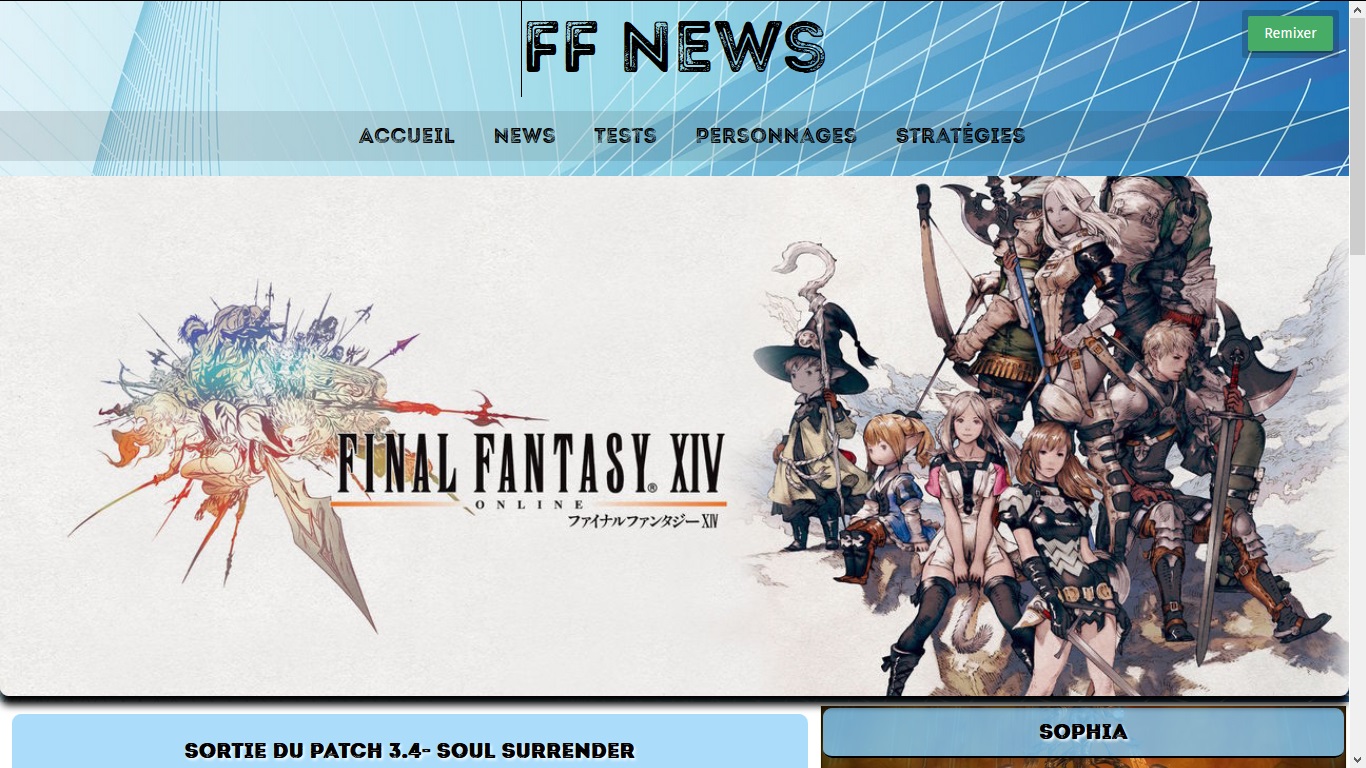 FF NEWS
Remixer
ACCUEIL NEWS TESTS PERSONNAGES STRATÉGIES
FINAL FANTASY® XIV
ONLINE
ファイナルファンタジーXIV
SORTIE DU PATCH 3.4- SOUL SURRENDER
SOPHIA